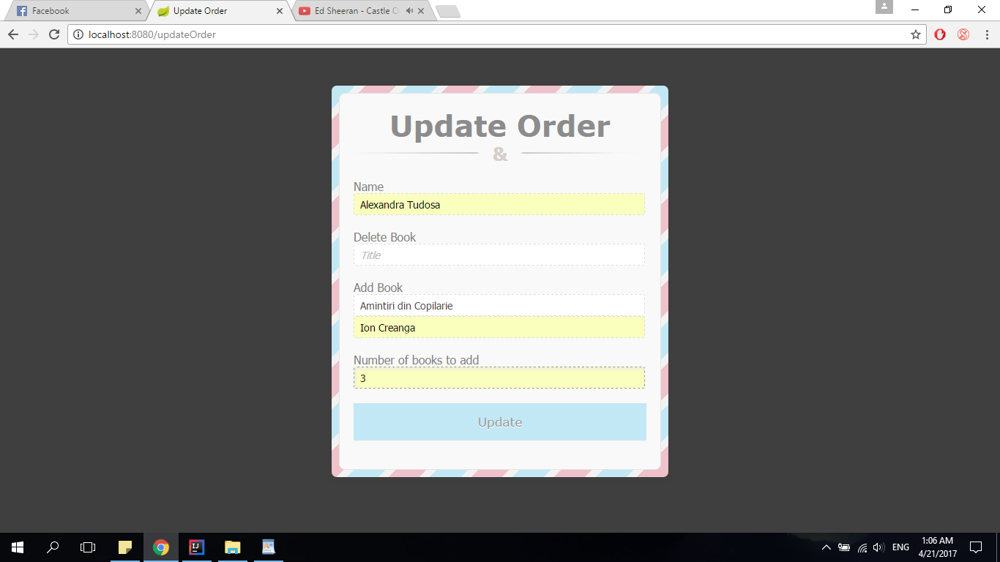 Facebook
Update Order
Ed Sheeran - Castle O
localhost:8080/updateOrder
Update Order
&
Name
Alexandra Tudosa
Delete Book
Title
Add Book
Amintiri din Copilarie
Ion Creanga
Number of books to add
3
Update
ENG
1:06 AM
4/21/2017